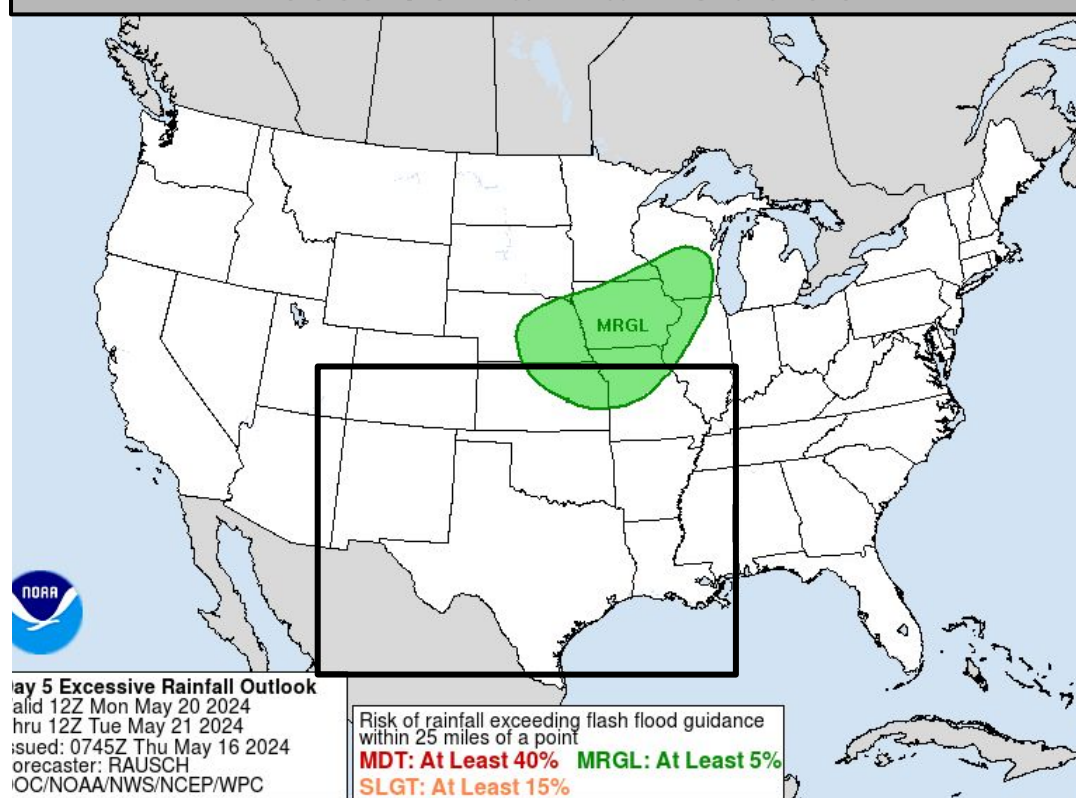 MRGL
NOAA
ay 5 Excessive Rainfall Outlook
alid 12Z Mon May 20 2024
hru 12Z Tue May 21 2024
ssued: 0745Z Thu May 16 2024
orecaster: RAUSCH
OC/NOAA/NWS/NCEP/WPC
Risk of rainfall exceeding flash flood guidance
within 25 miles of a point
MDT: At Least 40% MRGL: At Least 5%
SLGT: At Least 15%